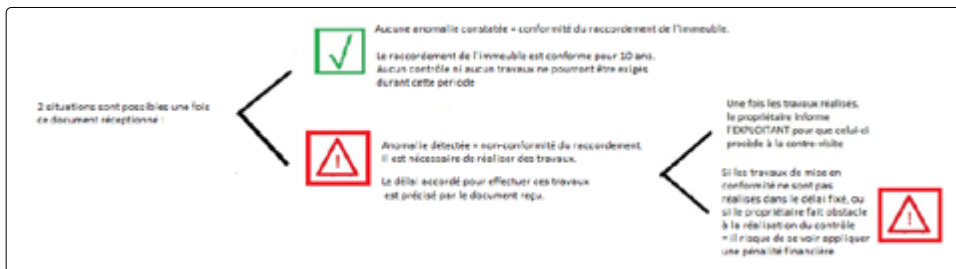 2 situations sont possibles une fois
ce document réceptionné :
Aucune anomalie constatée = conformité du raccordement de l'immeuble.
Le raccordement de l'immeuble est conforme pour 10 ans.
Aucun contrôle ni aucun travaux ne pourront être exigés
durant cette période
Anomalie détectée = non-conformité du raccordement.
Il est nécessaire de réaliser des travaux.
Le délai accordé pour effectuer ces travaux
est précisé par le document reçu.
Une fois les travaux réalisés,
le propriétaire informe
l'EXPLOITANT pour que celui-ci
procède à la contre-visite
Si les travaux de mise en
conformité ne sont pas
réalisés dans le délai fixé, ou
si le propriétaire fait obstacle
à la réalisation du contrôle
= il risque de se voir appliquer
une pénalité financière